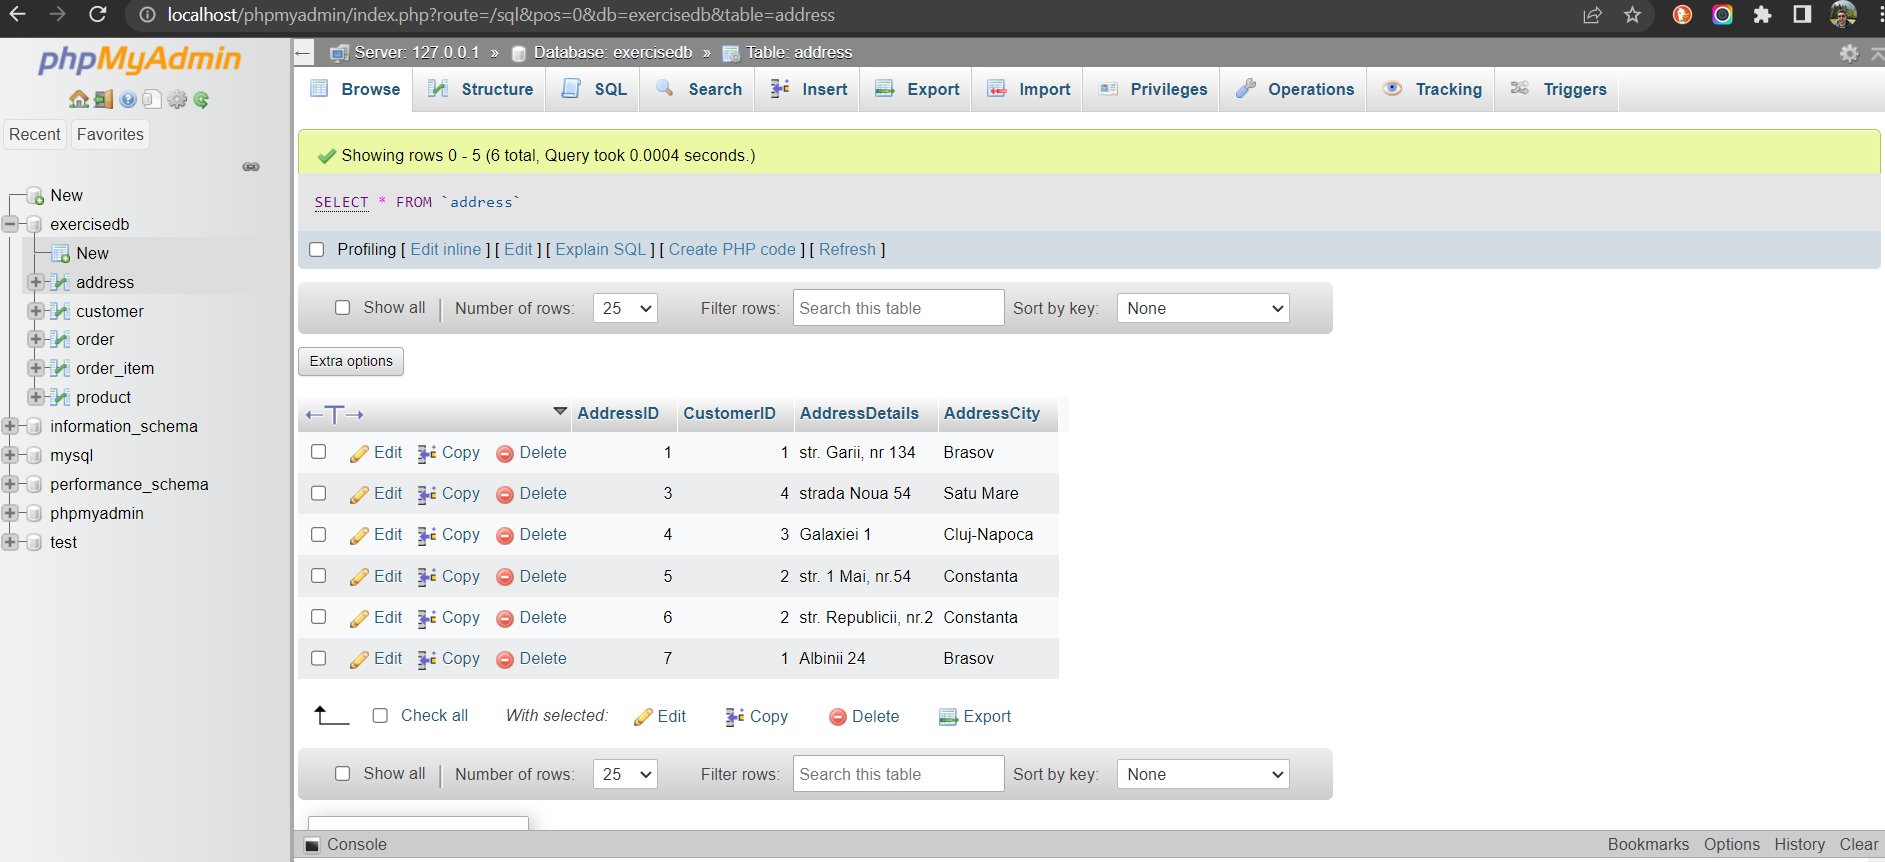 localhost/phpmyadmin/index.php?route=/sql&pos=0&db=exercisedb&table=address
phpMyAdmin
Recent Favorites
New
exercisedb
New
address
customer
order
order_item
product
information_schema
mysql
performance_schema
phpmyadmin
test
Server: 127.0.0.1 » Database: exercisedb » Table: address
Browse Structure SQL Search Insert Export Import Privileges Operations Tracking Triggers
Showing rows 0 - 5 (6 total, Query took 0.0004 seconds.)
SELECT * FROM `address`
Profiling [ Edit inline ] [ Edit ] [ Explain SQL ] [ Create PHP code ] [ Refresh ]
Show all | Number of rows: 25 Filter rows: Search this table Sort by key: None
Extra options
←T→ AddressID CustomerID AddressDetails AddressCity
Edit Copy Delete 1 1 str. Garii, nr 134 Brasov
Edit Copy Delete 3 4 strada Noua 54 Satu Mare
Edit Copy Delete 4 3 Galaxiei 1 Cluj-Napoca
Edit Copy Delete 5 2 str. 1 Mai, nr.54 Constanta
Edit Copy Delete 6 2 str. Republicii, nr.2 Constanta
Edit Copy Delete 7 1 Albinii 24 Brasov
Check all With selected: Edit Copy Delete Export
Show all | Number of rows: 25 Filter rows: Search this table Sort by key: None
Console Bookmarks Options History Clear